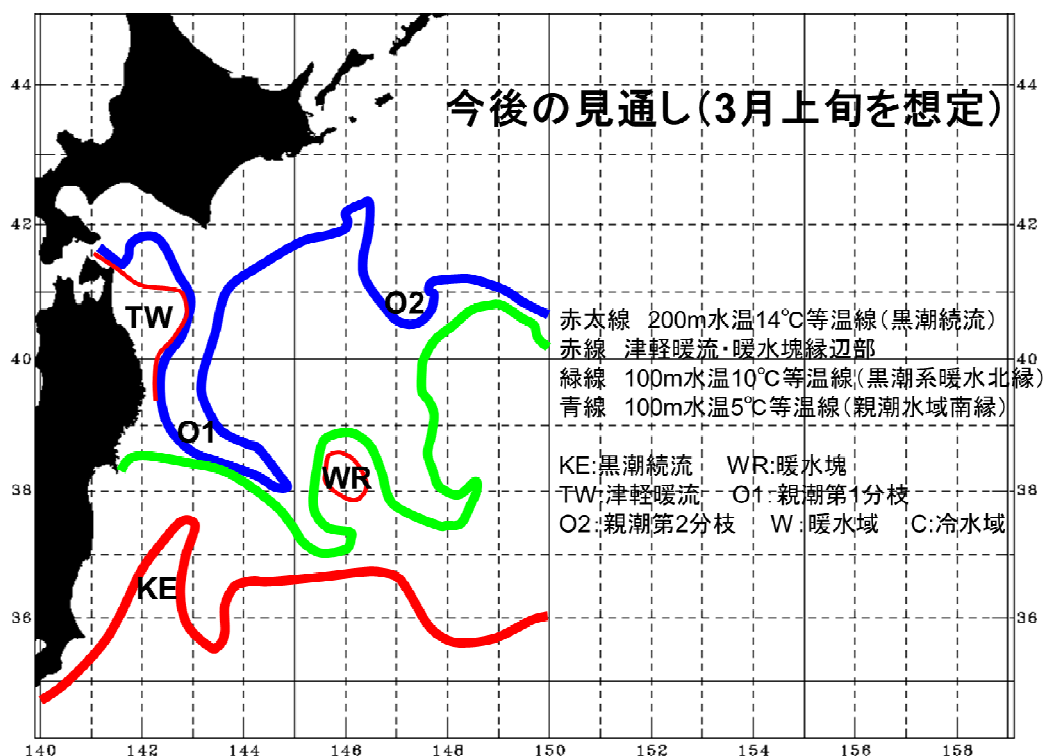 今後の見通し(3月上旬を想定)
44
44
43
42
42
TW
O2
40
40
O1
38
38
WR
KE
36
36
赤太線 200m水温14℃等温線(黒潮続流)
赤線 津軽暖流・暖水塊縁辺部
緑線 100m水温10℃等温線(黒潮系暖水北縁)
青線 100m水温5℃等温線(親潮水域南縁)
KE:黒潮続流 WR:暖水塊
TW:津軽暖流 O1:親潮第1分枝
O2:親潮第2分枝 W:暖水域 C:冷水域
140 142 144 146 148 150 152 154 156 158